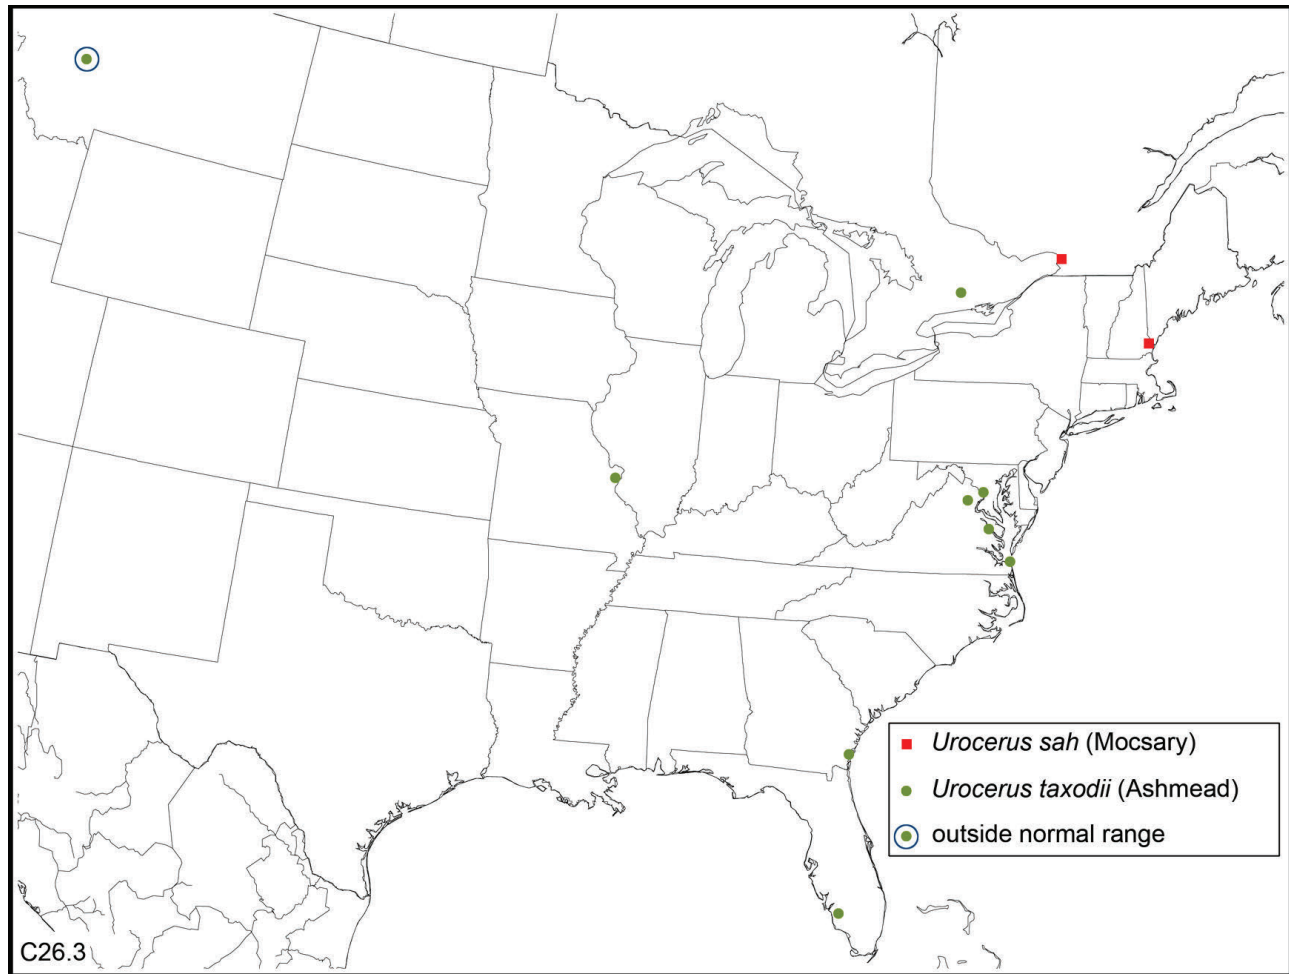 Urocerus sah (Mocsary)
Urocerus taxodii (Ashmead)
outside normal range
C26.3